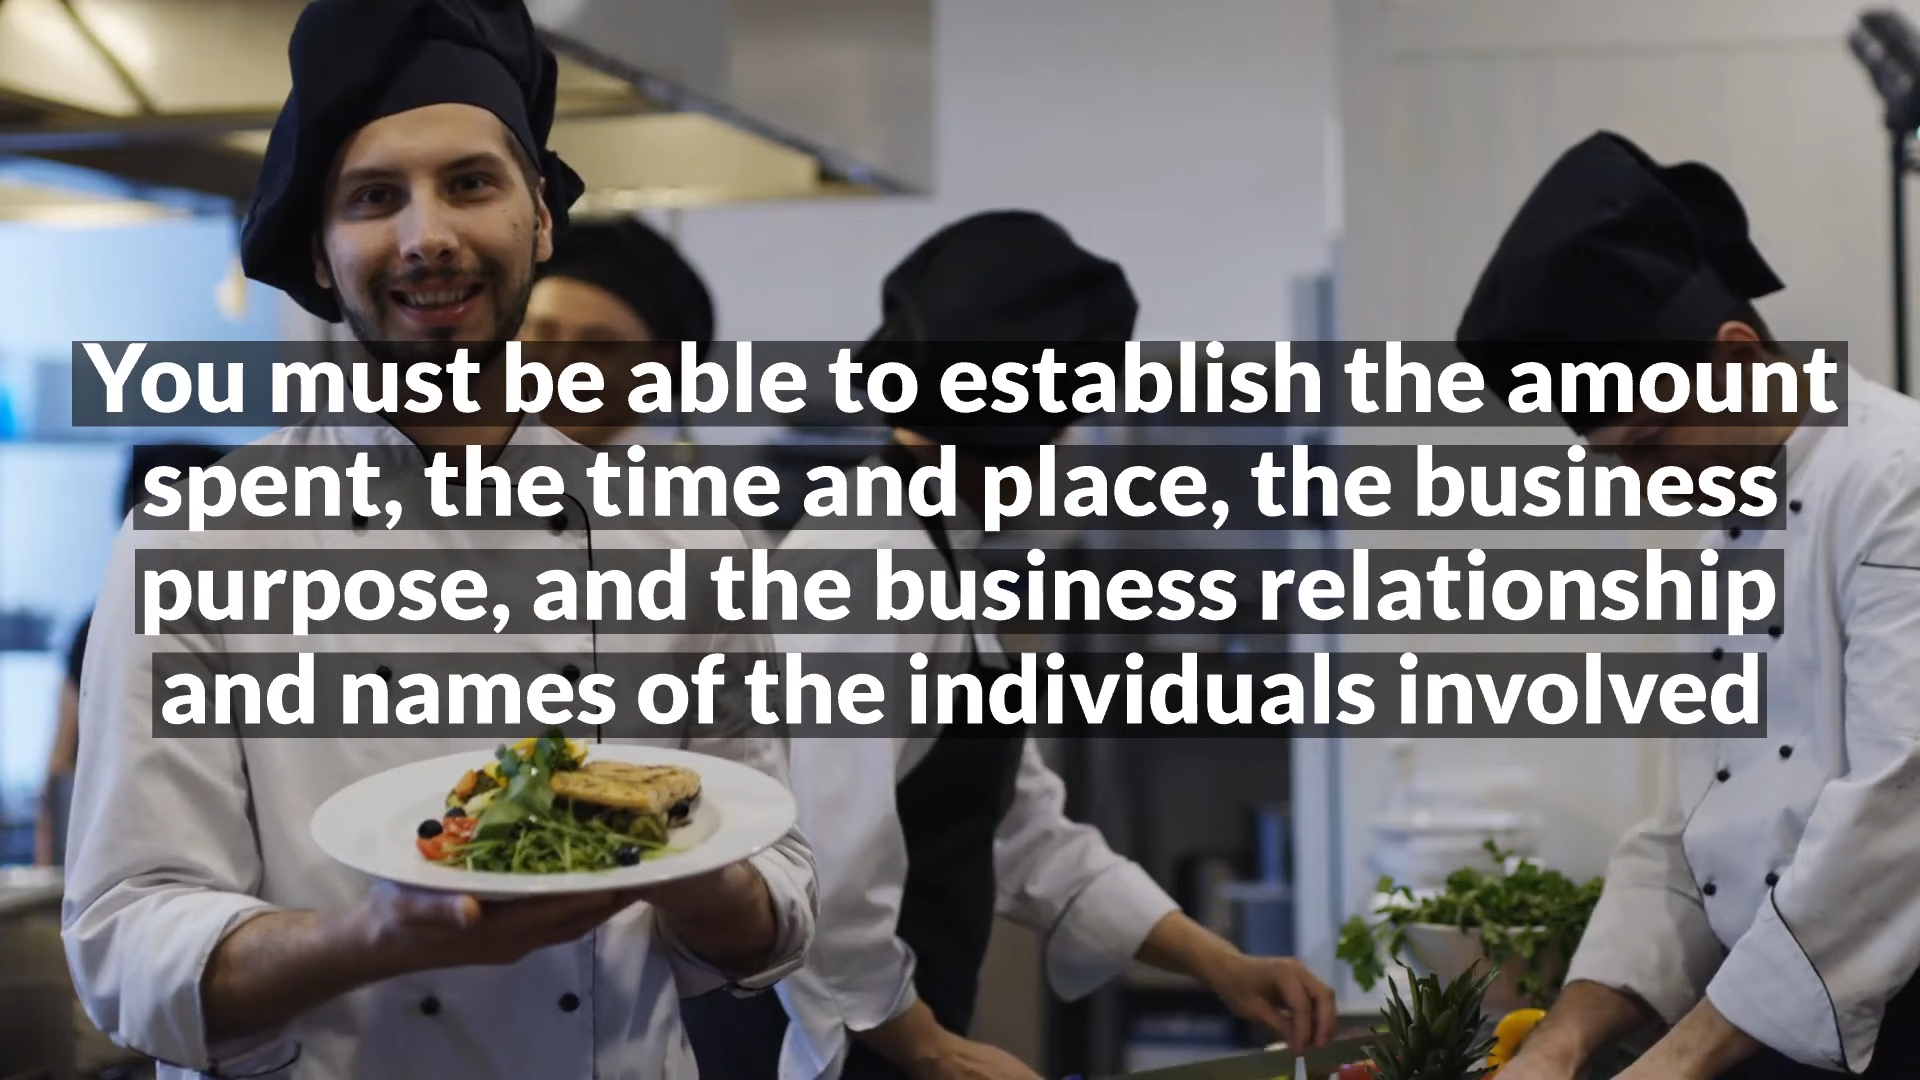 You must be able to establish the amount
spent, the time and place, the business
purpose, and the business relationship
and names of the individuals involved